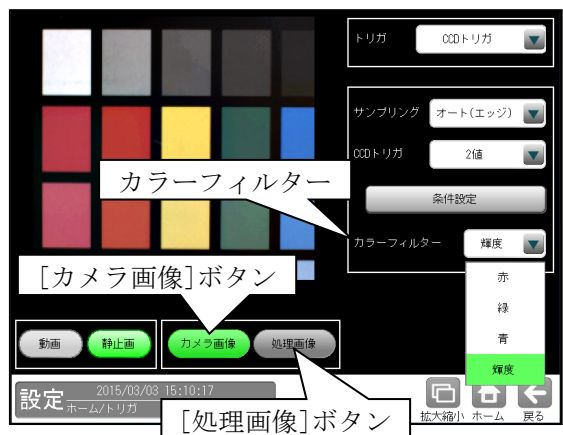 トリガ CCDトリガ
サンプリング オート(エッジ)
CCDトリガ 2値
条件設定
カラーフィルター 輝度
赤
緑
青
輝度
カラーフィルター
[カメラ画像]ボタン
動画 静止画 カメラ画像 処理画像
設定 2015/03/03 15:10:17
ホーム/トリガ
拡大縮小 ホーム 戻る
[処理画像]ボタン